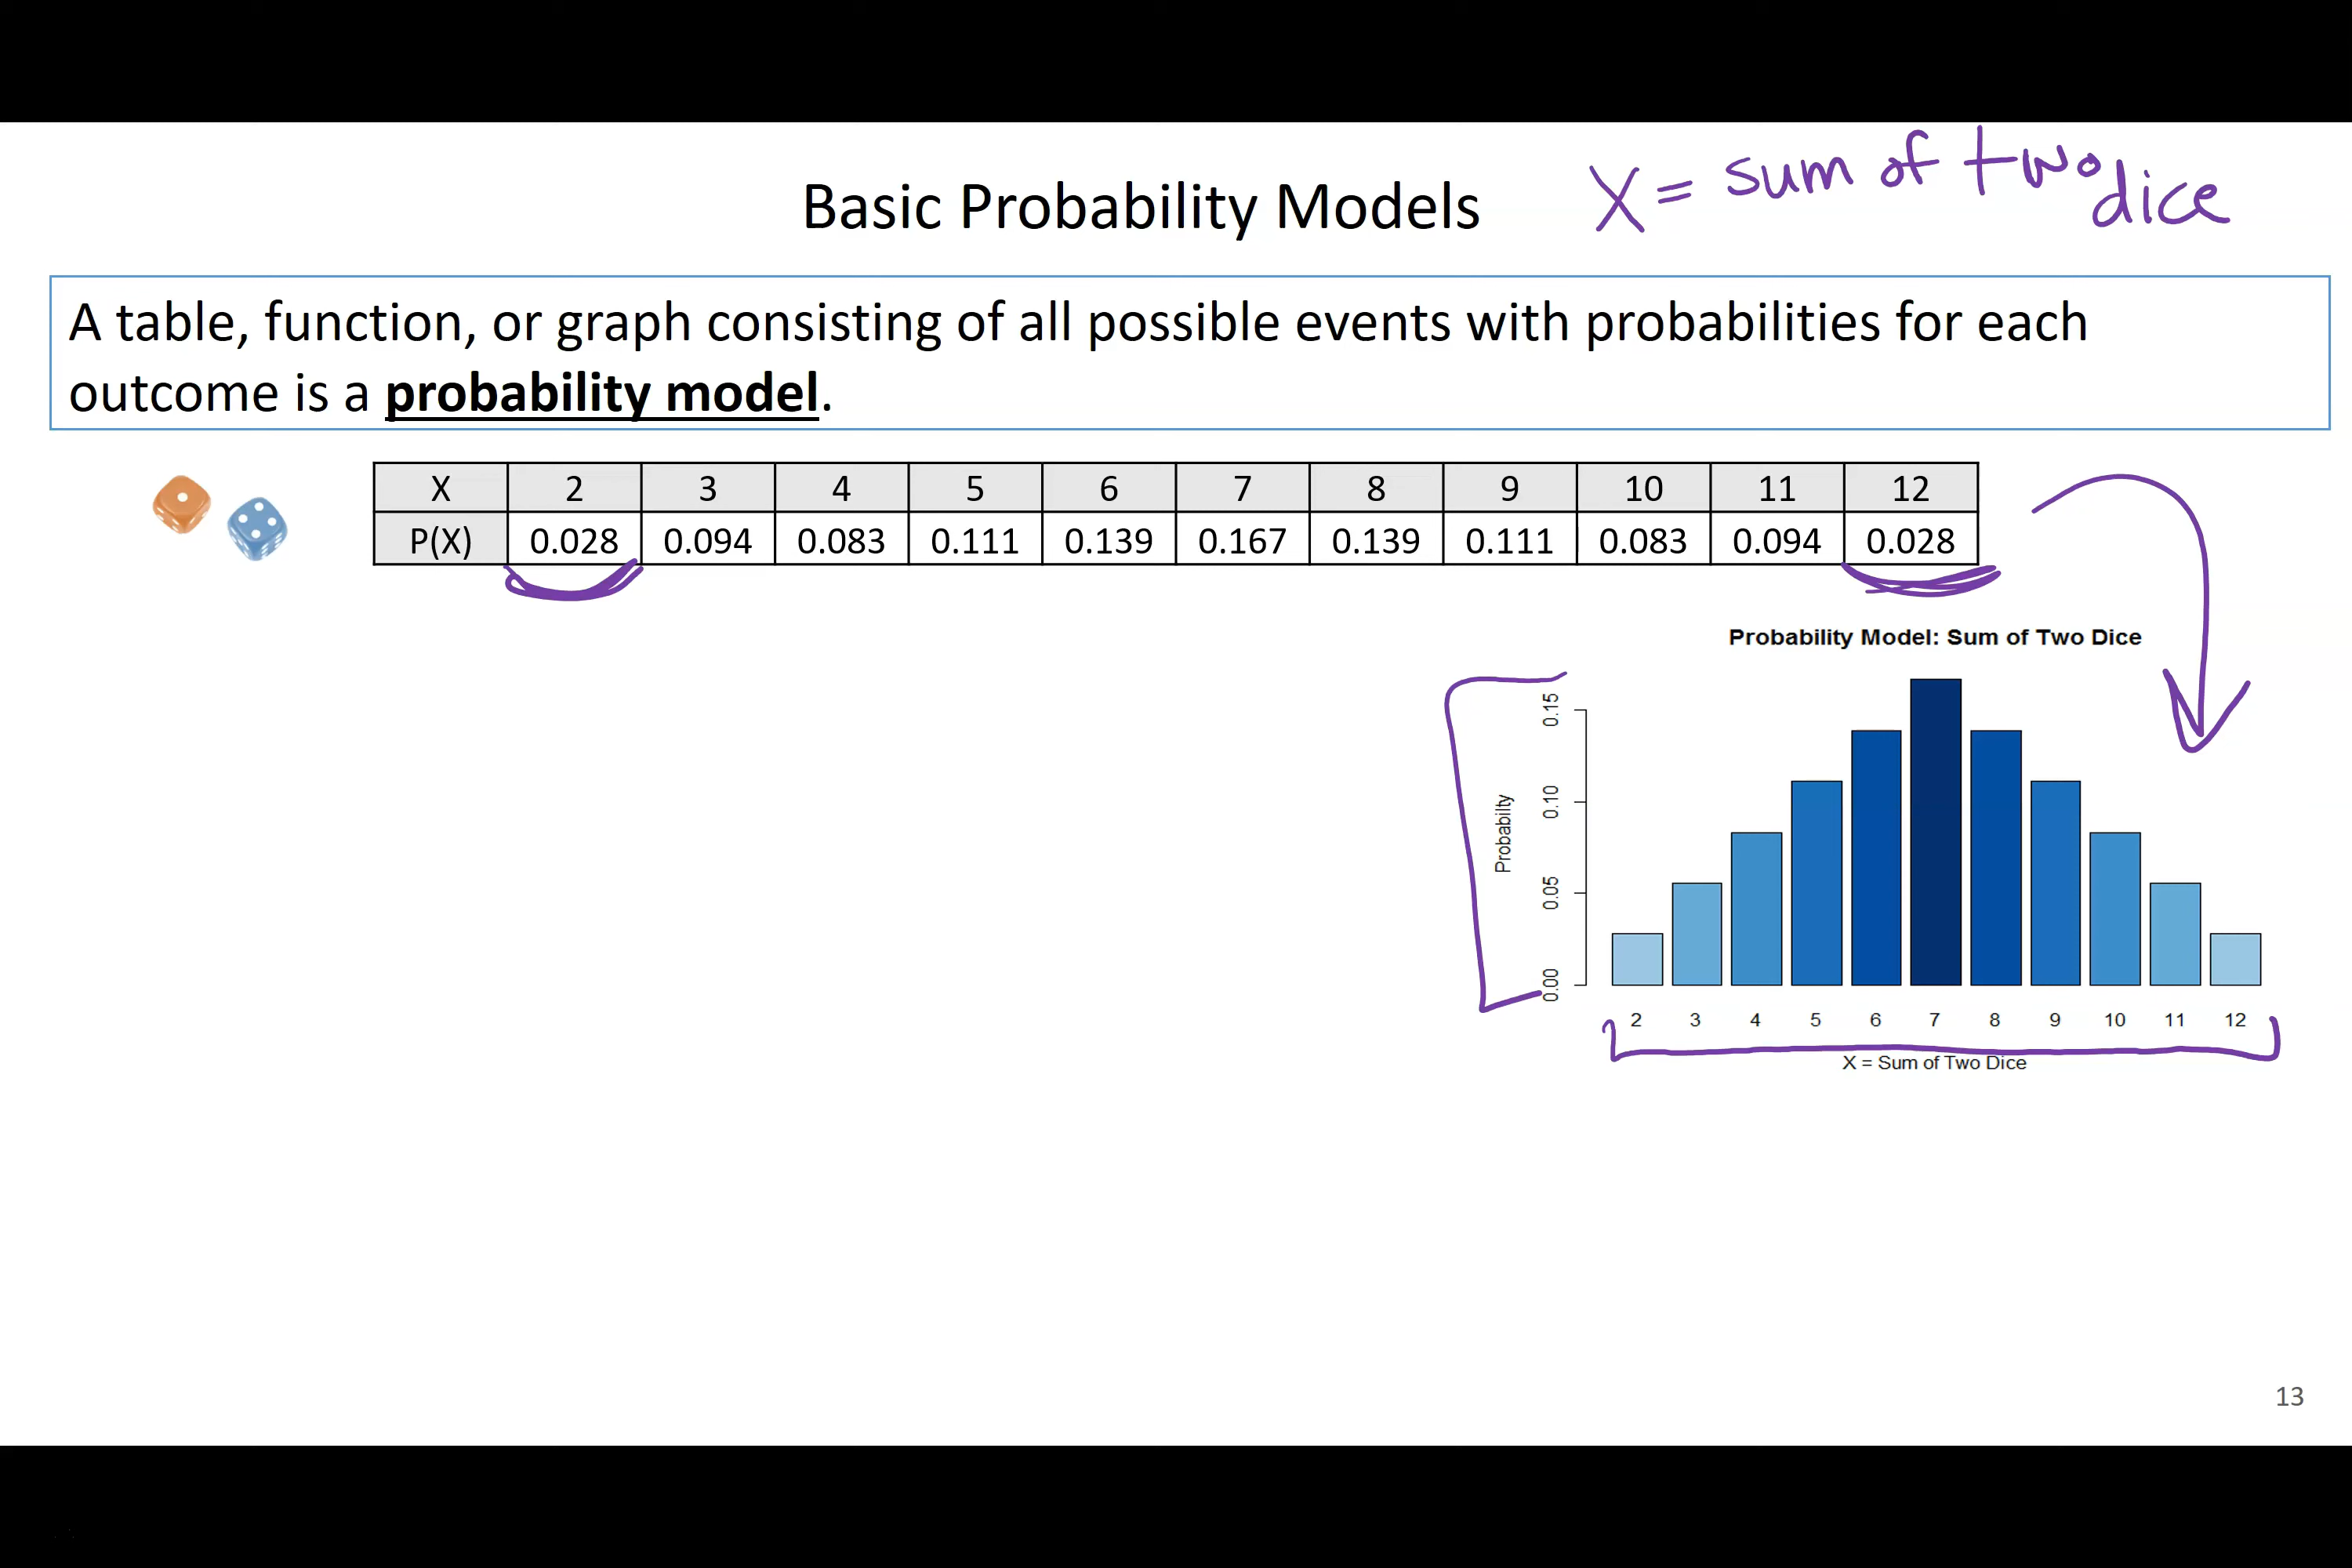 Basic Probability Models
X = sum of two dice
A table, function, or graph consisting of all possible events with probabilities for each
outcome is a probability model.
X 2 3 4 5 6 7 8 9 10 11 12
P(X) 0.028 0.094 0.083 0.111 0.139 0.167 0.139 0.111 0.083 0.094 0.028
Probability Model: Sum of Two Dice
Probability
0.15
0.10
0.05
0.00
2 3 4 5 6 7 8 9 10 11 12
X = Sum of Two Dice
13